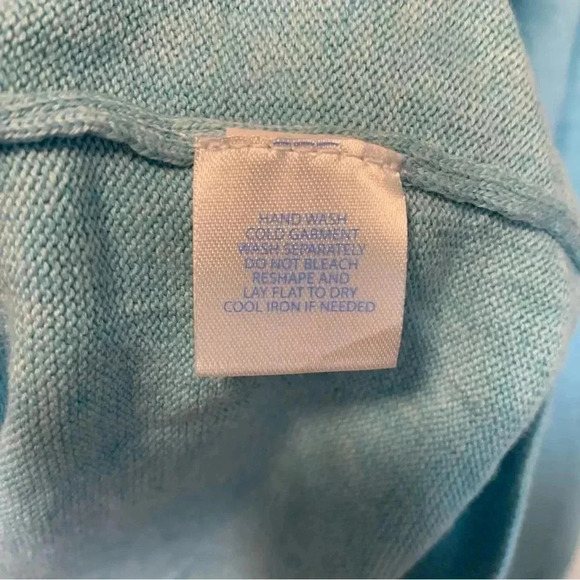 HAND WASH
COLD GARMENT
WASH SEPARATELY
DO NOT BLEACH
RESHAPE AND
LAY FLAT TO DRY
COOL IRON IF NEEDED